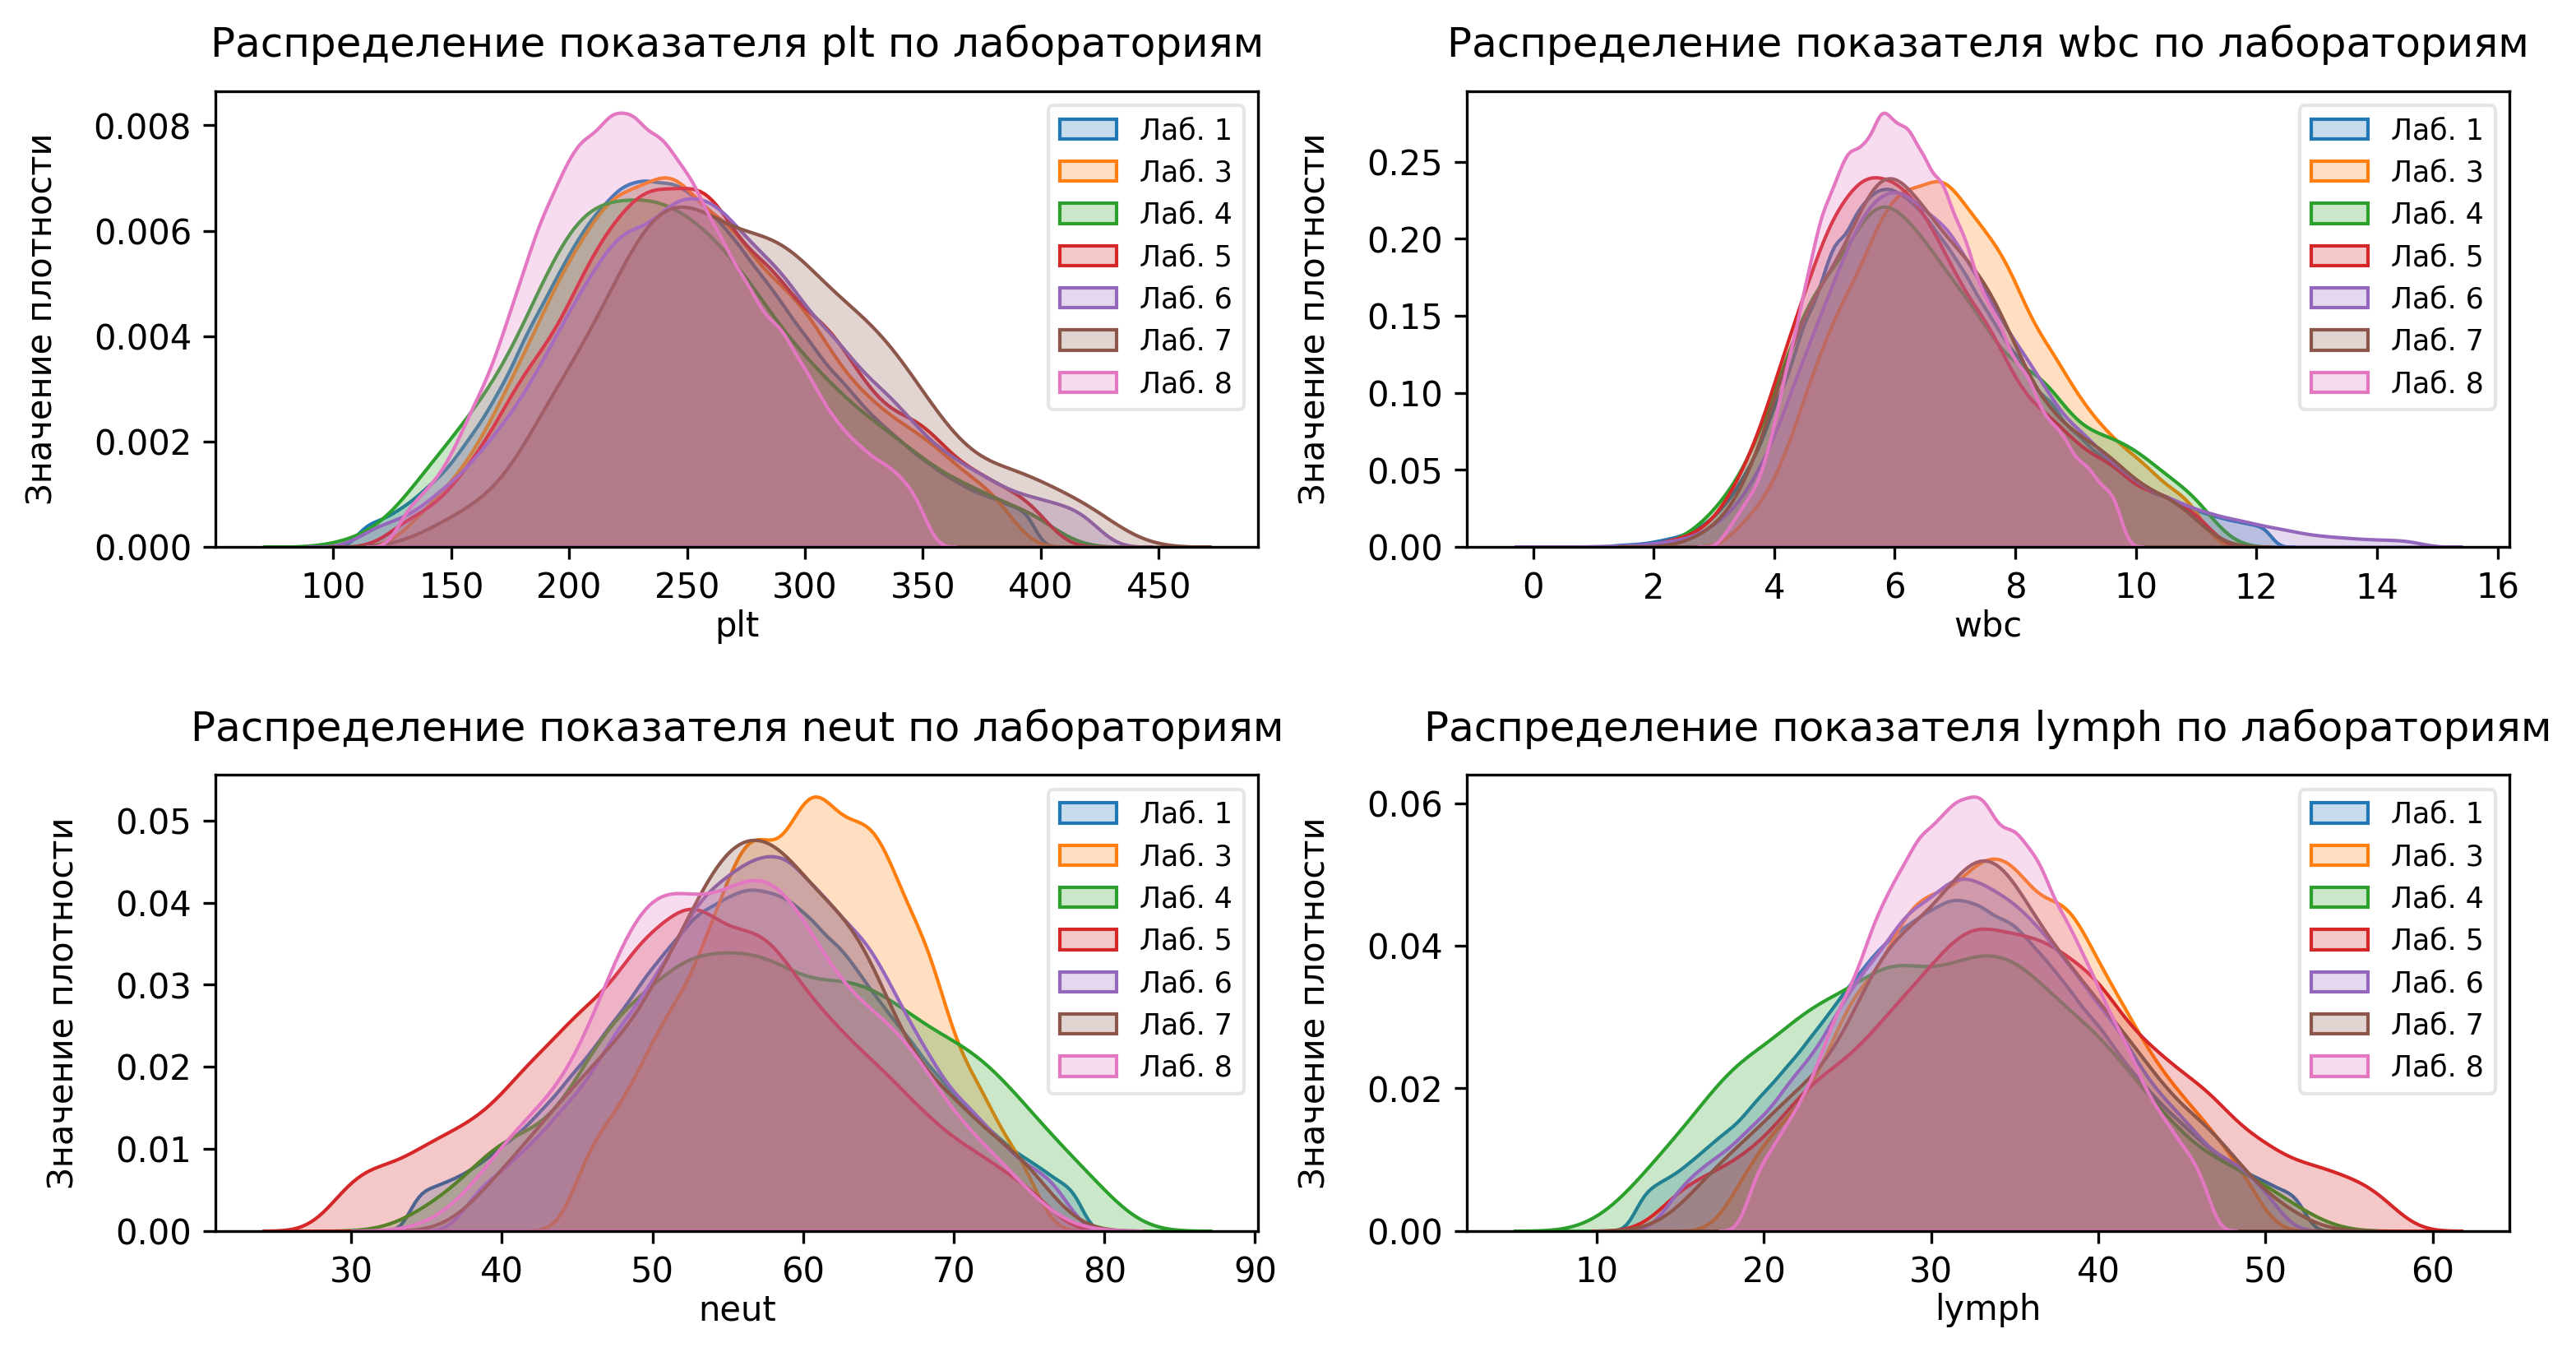 Распределение показателя plt по лабораториям
Значение плотности
0.008
0.006
0.004
0.002
0.000
100 150 200 250 300 350 400 450
plt
Лаб. 1
Лаб. 3
Лаб. 4
Лаб. 5
Лаб. 6
Лаб. 7
Лаб. 8
Распределение показателя wbc по лабораториям
Значение плотности
0.25
0.20
0.15
0.10
0.05
0.00
0 2 4 6 8 10 12 14 16
wbc
Лаб. 1
Лаб. 3
Лаб. 4
Лаб. 5
Лаб. 6
Лаб. 7
Лаб. 8
Распределение показателя neut по лабораториям
Значение плотности
0.05
0.04
0.03
0.02
0.01
0.00
30 40 50 60 70 80 90
neut
Лаб. 1
Лаб. 3
Лаб. 4
Лаб. 5
Лаб. 6
Лаб. 7
Лаб. 8
Распределение показателя lymph по лабораториям
Значение плотности
0.06
0.04
0.02
0.00
10 20 30 40 50 60
lymph
Лаб. 1
Лаб. 3
Лаб. 4
Лаб. 5
Лаб. 6
Лаб. 7
Лаб. 8